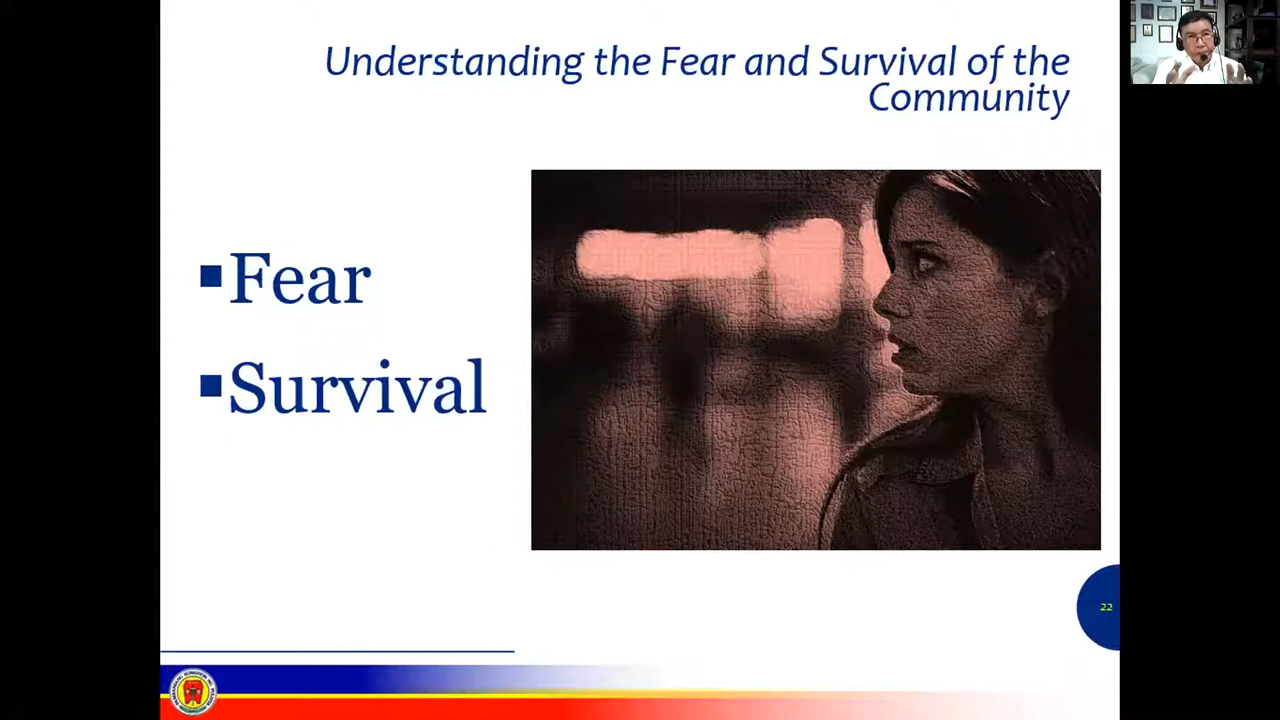 Understanding the Fear and Survival of the
Community
▪Fear
▪Survival
22